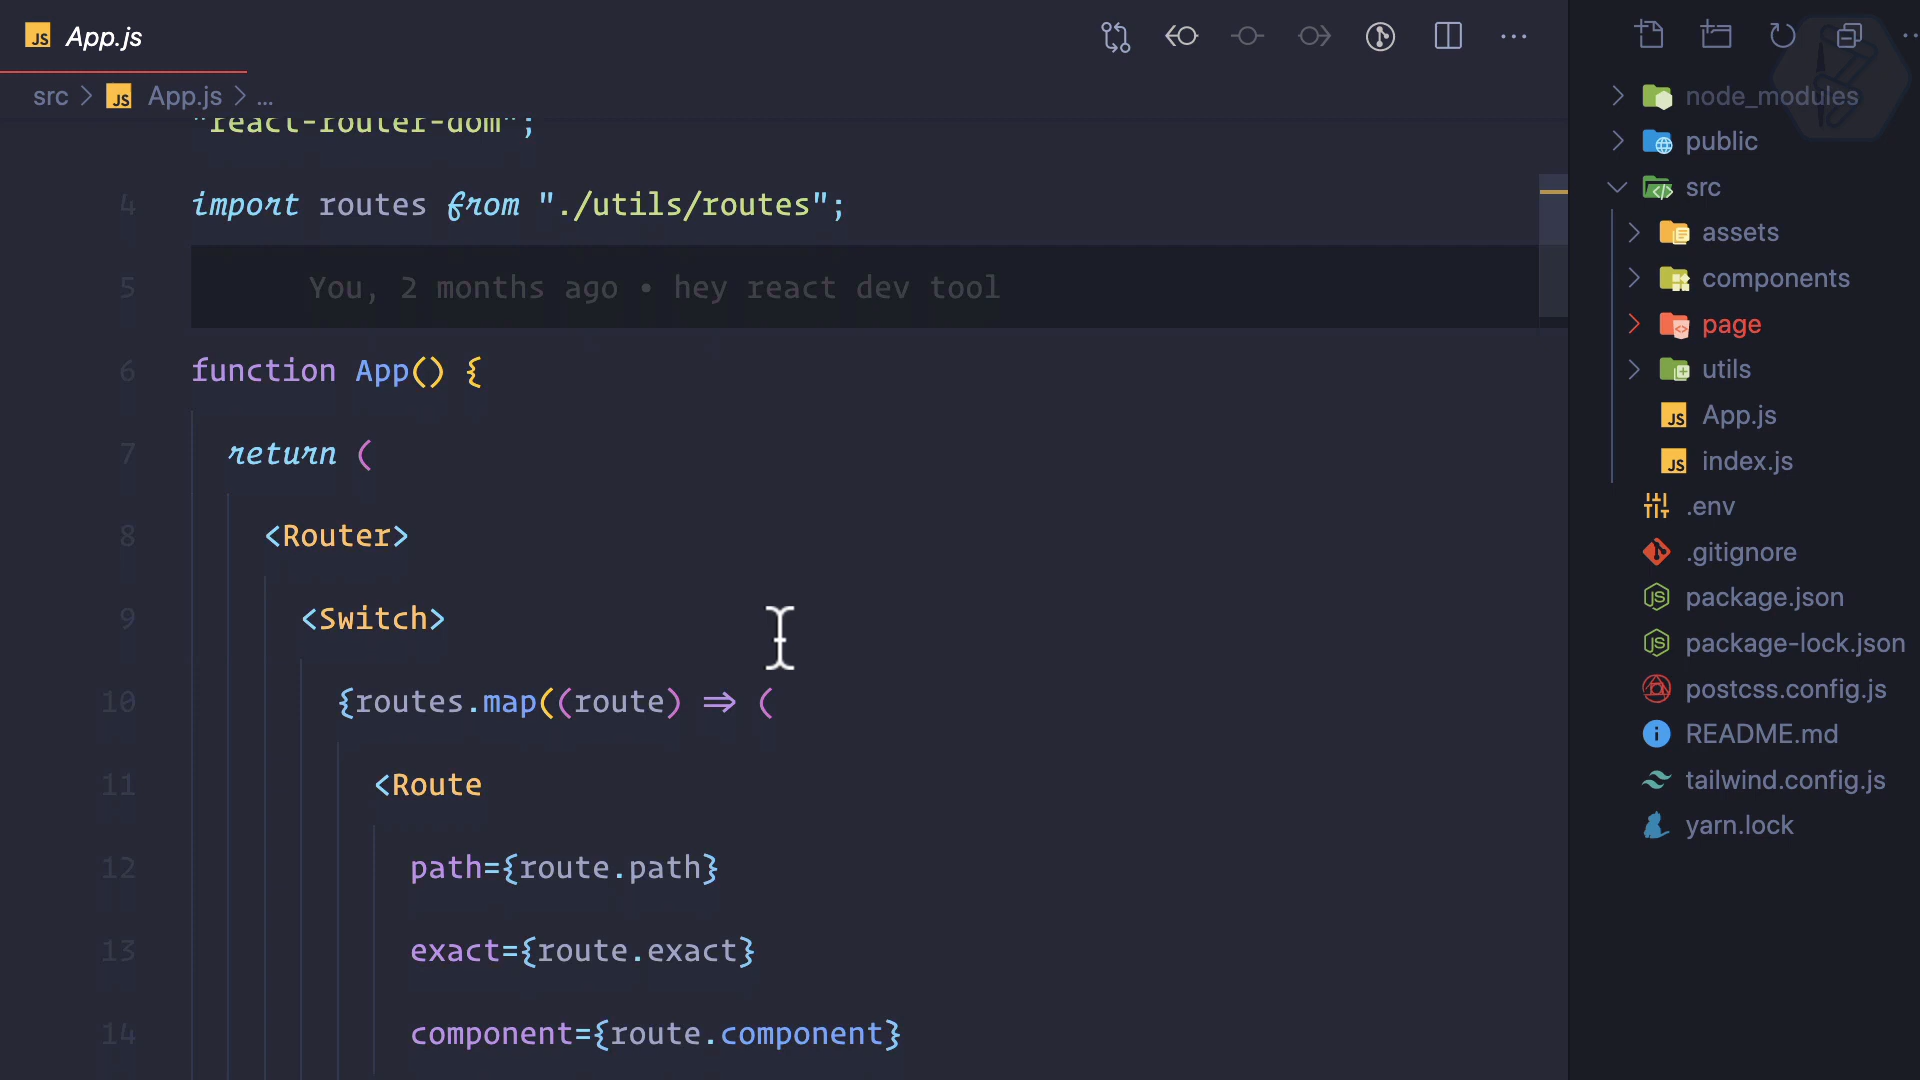 JS App.js
src > JS App.js > ...
"react-router-dom";
4 import routes from "./utils/routes";
5 You, 2 months ago • hey react dev tool
6 function App() {
7 return (
8 <Router>
9 <Switch>
10 {routes.map((route) => (
11 <Route
12 path={route.path}
13 exact={route.exact}
14 component={route.component}
node_modules
public
src
assets
components
page
utils
JS App.js
JS index.js
.env
.gitignore
package.json
package-lock.json
postcss.config.js
README.md
tailwind.config.js
yarn.lock